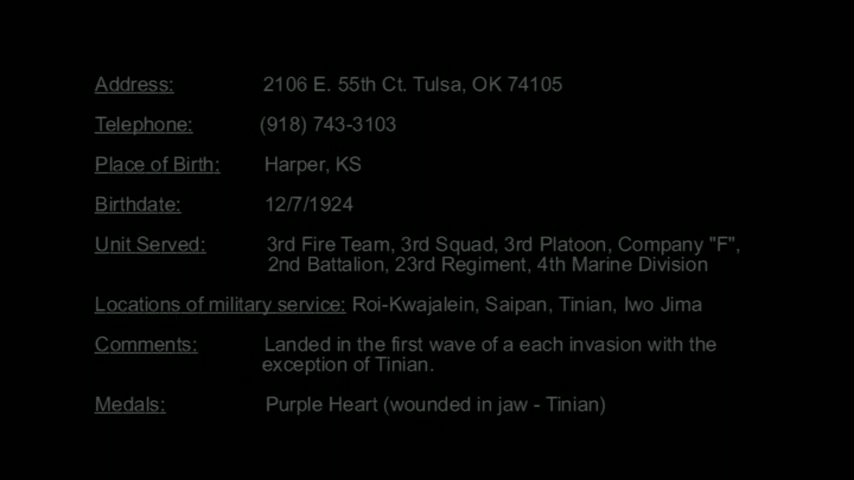 Address: 2106 E. 55th Ct. Tulsa, OK 74105
Telephone: (918) 743-3103
Place of Birth: Harper, KS
Birthdate: 12/7/1924
Unit Served: 3rd Fire Team, 3rd Squad, 3rd Platoon, Company "F",
2nd Battalion, 23rd Regiment, 4th Marine Division
Locations of military service: Roi-Kwajalein, Saipan, Tinian, Iwo Jima
Comments: Landed in the first wave of a each invasion with the
exception of Tinian.
Medals: Purple Heart (wounded in jaw - Tinian)